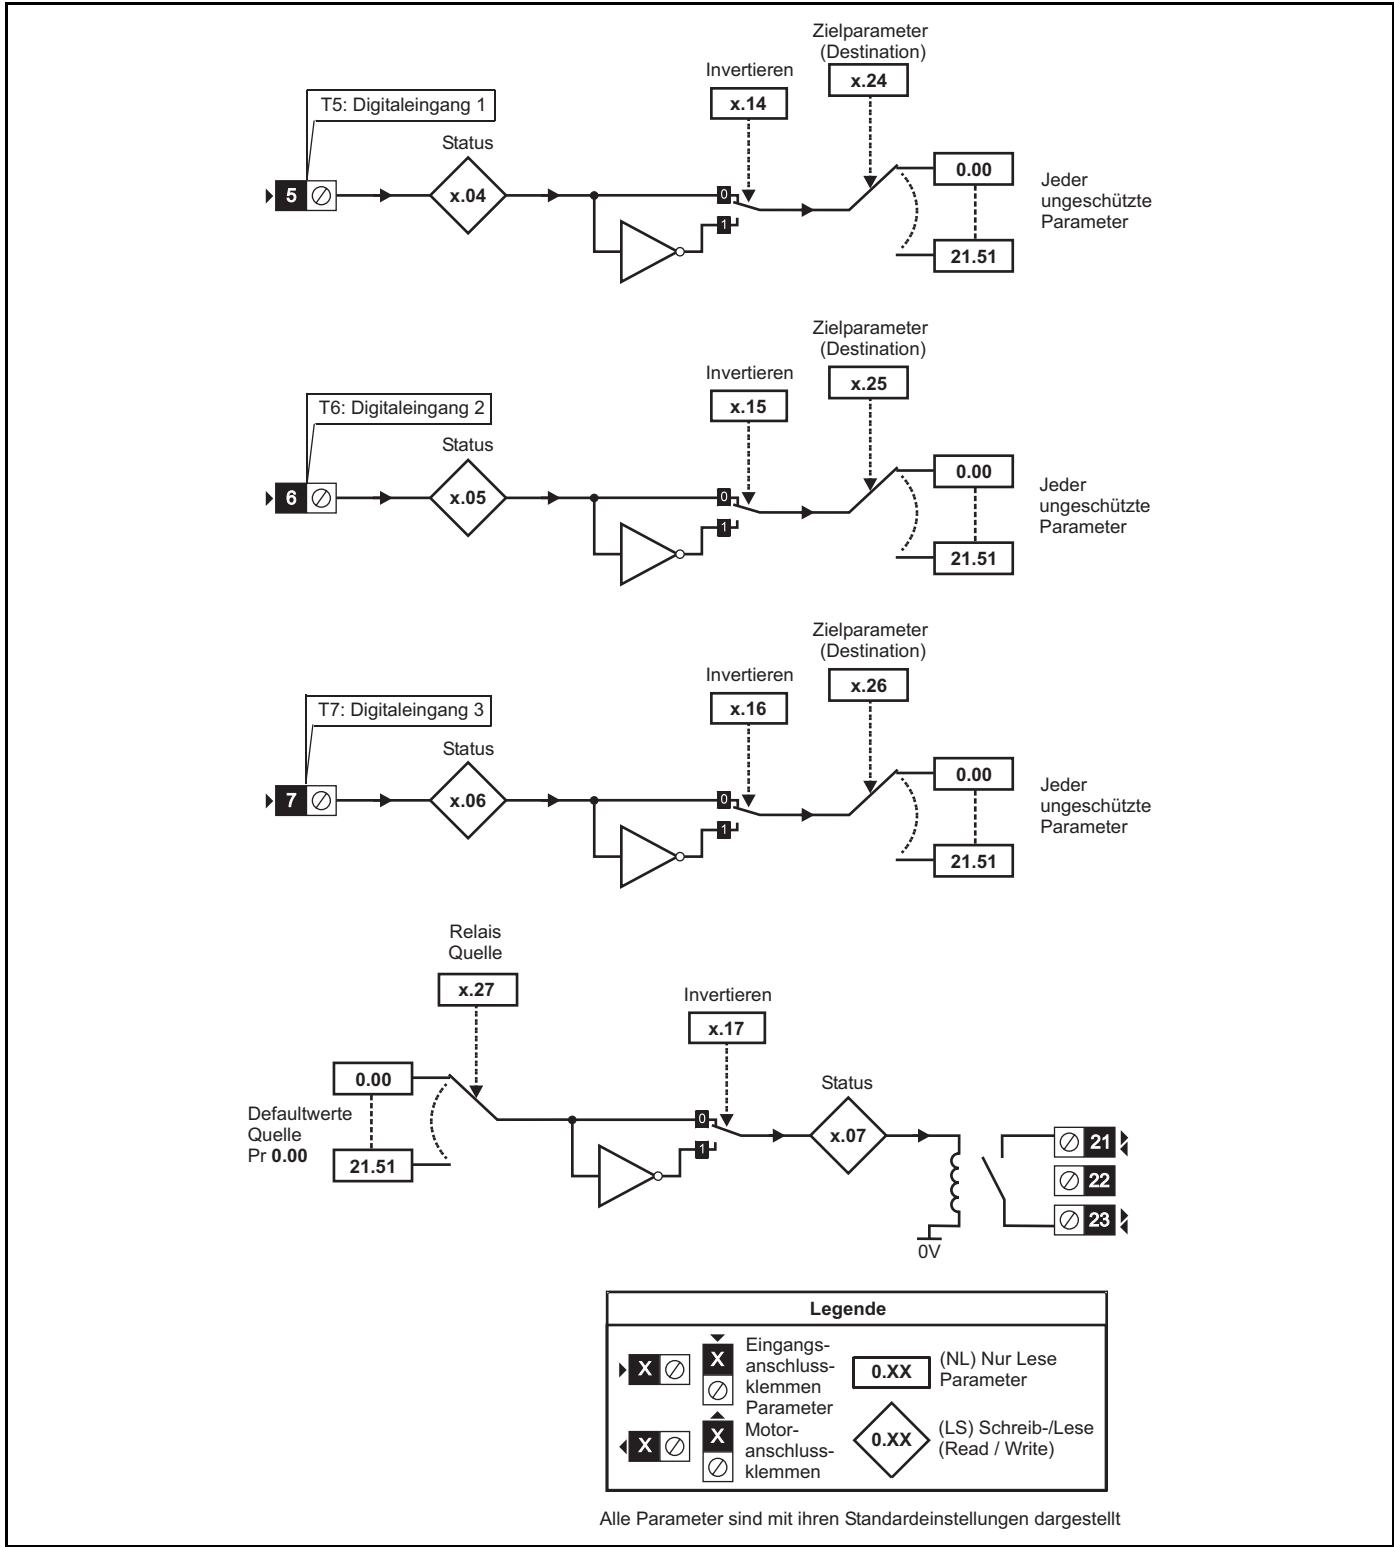 Zielparameter
(Destination)
Invertieren
x.24
x.14
T5: Digitaleingang 1
Status
0.00
5
x.04
0
Jeder
ungeschützte
Parameter
1
21.51
Zielparameter
(Destination)
Invertieren
x.25
x.15
T6: Digitaleingang 2
Status
0.00
6
x.05
0
Jeder
ungeschützte
Parameter
1
21.51
Zielparameter
(Destination)
Invertieren
x.26
x.16
T7: Digitaleingang 3
Status
0.00
7
x.06
0
Jeder
ungeschützte
Parameter
1
21.51
Relais
Quelle
x.27
Invertieren
x.17
0.00
Status
Defaultwerte
Quelle
Pr 0.00
0
1
x.07
21
21.51
22
23
0V
Legende
X
X
Eingangs-
anschluss-
klemmen
Parameter
0.XX
(NL) Nur Lese
Parameter
X
X
Motor-
anschluss-
klemmen
0.XX
(LS) Schreib-/Lese
(Read / Write)
Alle Parameter sind mit ihren Standardeinstellungen dargestellt